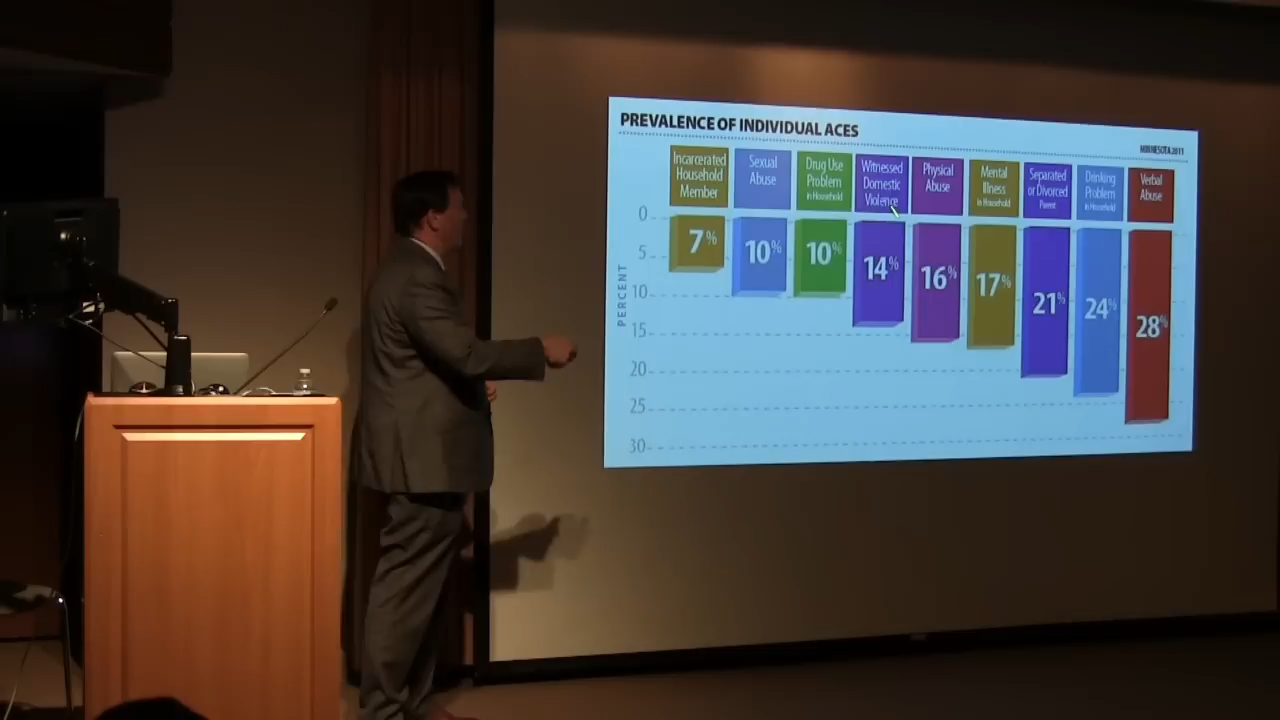 PREVALENCE OF INDIVIDUAL ACES
MINNESOTA 2011
Incarcerated
Household
Member
Sexual
Abuse
Drug Use
Problem
in Household
Witnessed
Domestic
Violence
Physical
Abuse
Mental
Illness
in Household
Separated
or Divorced
Parent
Drinking
Problem
in Household
Verbal
Abuse
PERCENT
0
5
10
15
20
25
30
7%
10%
10%
14%
16%
17%
21%
24%
28%